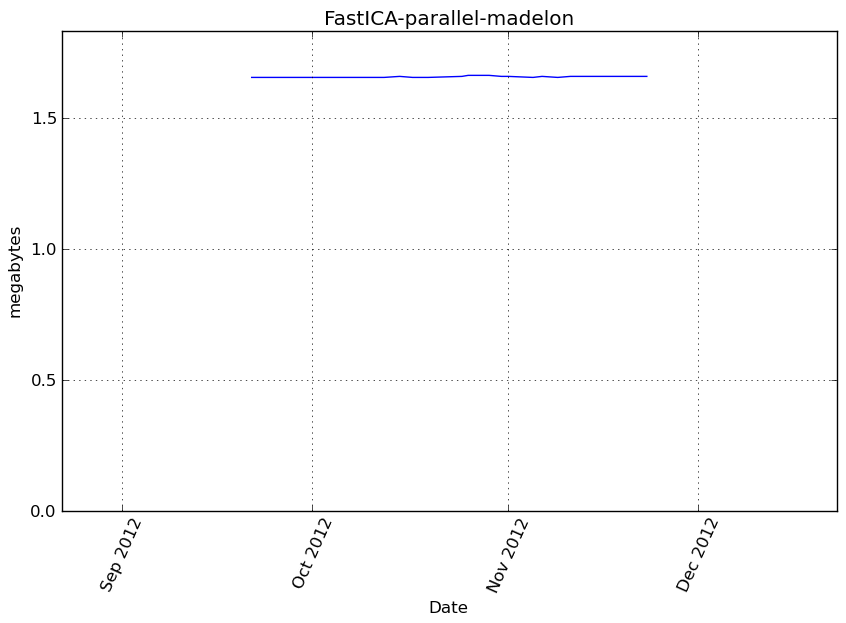 FastICA-parallel-madelon
megabytes
1.5
1.0
0.5
0.0
Sep 2012
Oct 2012
Nov 2012
Dec 2012
Date